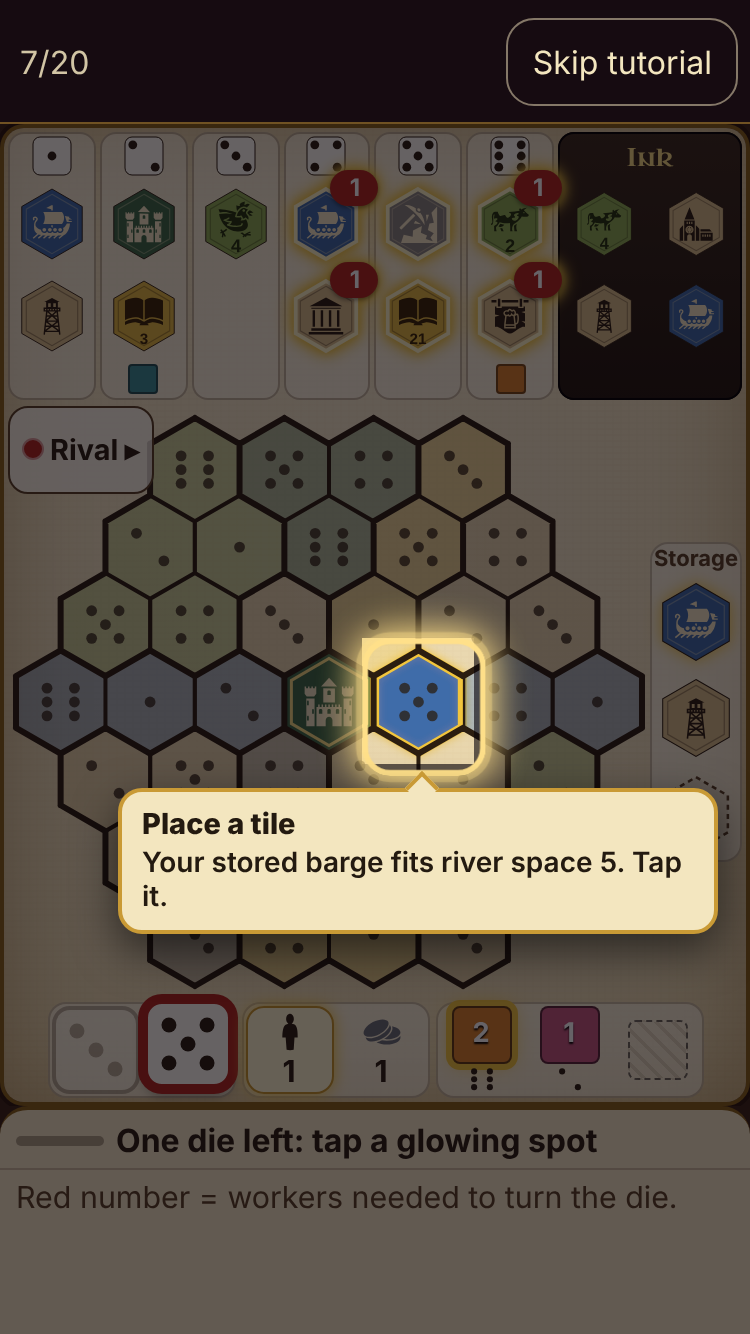 7/20
Skip tutorial
Ink
1
1
4
2
4
1
1
3
21
Rival ▸
Storage
Place a tile
Your stored barge fits river space 5. Tap
it.
1
1
2
1
One die left: tap a glowing spot
Red number = workers needed to turn the die.